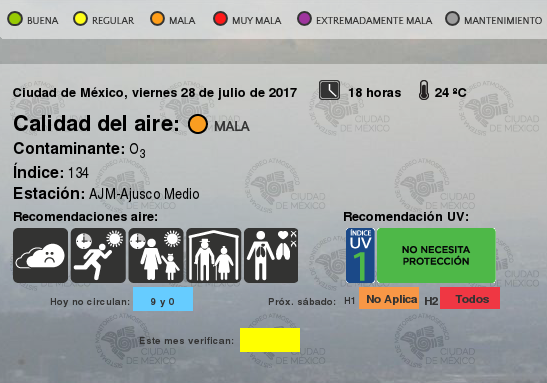 BUENA REGULAR MALA MUY MALA EXTREMADAMENTE MALA MANTENIMIENTO
Ciudad de México, viernes 28 de julio de 2017 18 horas 24 ºC
Calidad del aire: MALA
Contaminante: O3
Índice: 134
Estación: AJM-Ajusco Medio
Recomendaciones aire: Recomendación UV:
ÍNDICE UV 1 NO NECESITA PROTECCIÓN
Hoy no circulan: 9 y 0 Próx. sábado: H1 No Aplica H2 Todos
Este mes verifican:
CIUDAD DE MÉXICO